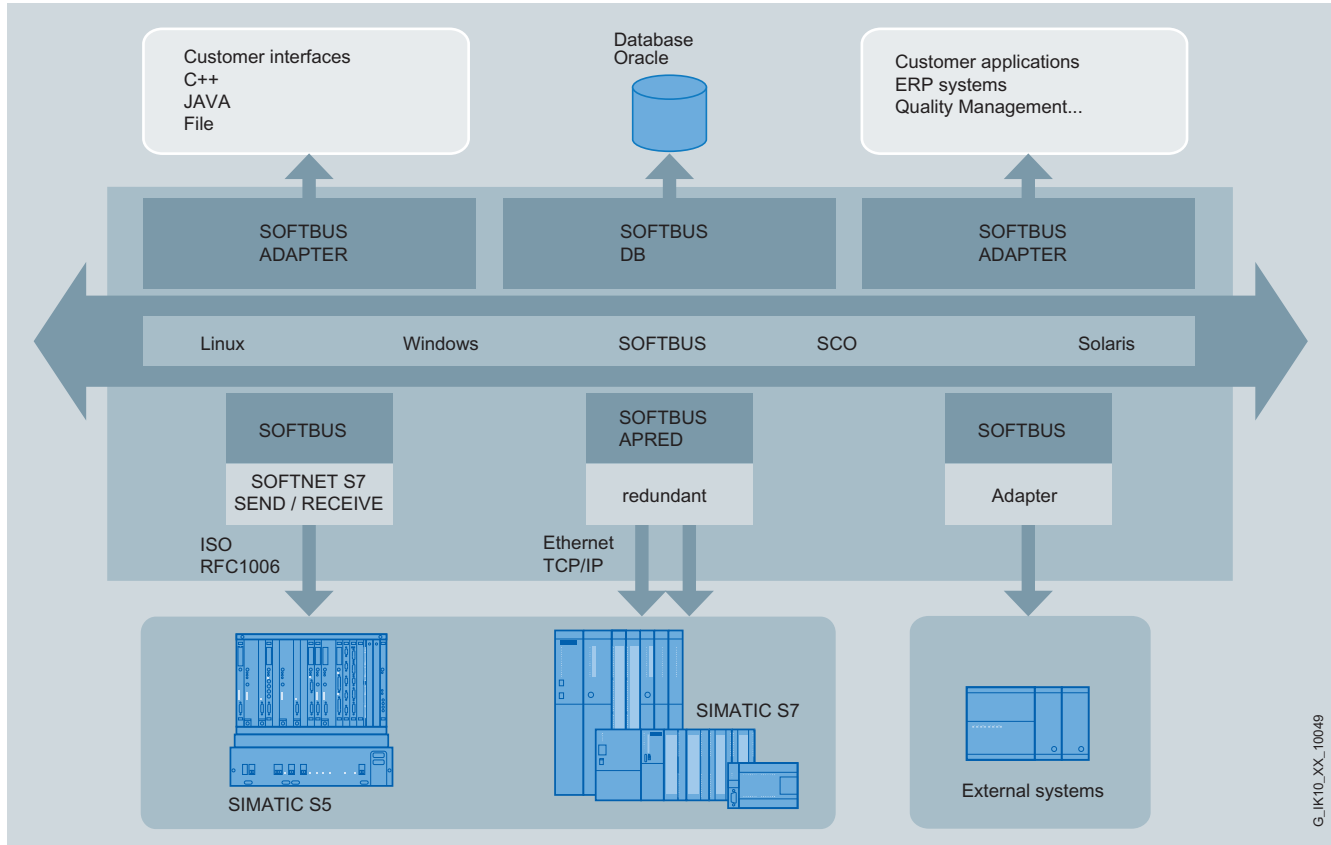 Customer interfaces
C++
JAVA
File
Database
Oracle
Customer applications
ERP systems
Quality Management...
SOFTBUS
ADAPTER
SOFTBUS
DB
SOFTBUS
ADAPTER
Linux
Windows
SOFTBUS
SCO
Solaris
SOFTBUS
SOFTNET S7
SEND / RECEIVE
SOFTBUS
APRED
redundant
SOFTBUS
Adapter
ISO
RFC1006
Ethernet
TCP/IP
SIMATIC S5
SIMATIC S7
External systems
G_IK10_XX_10049